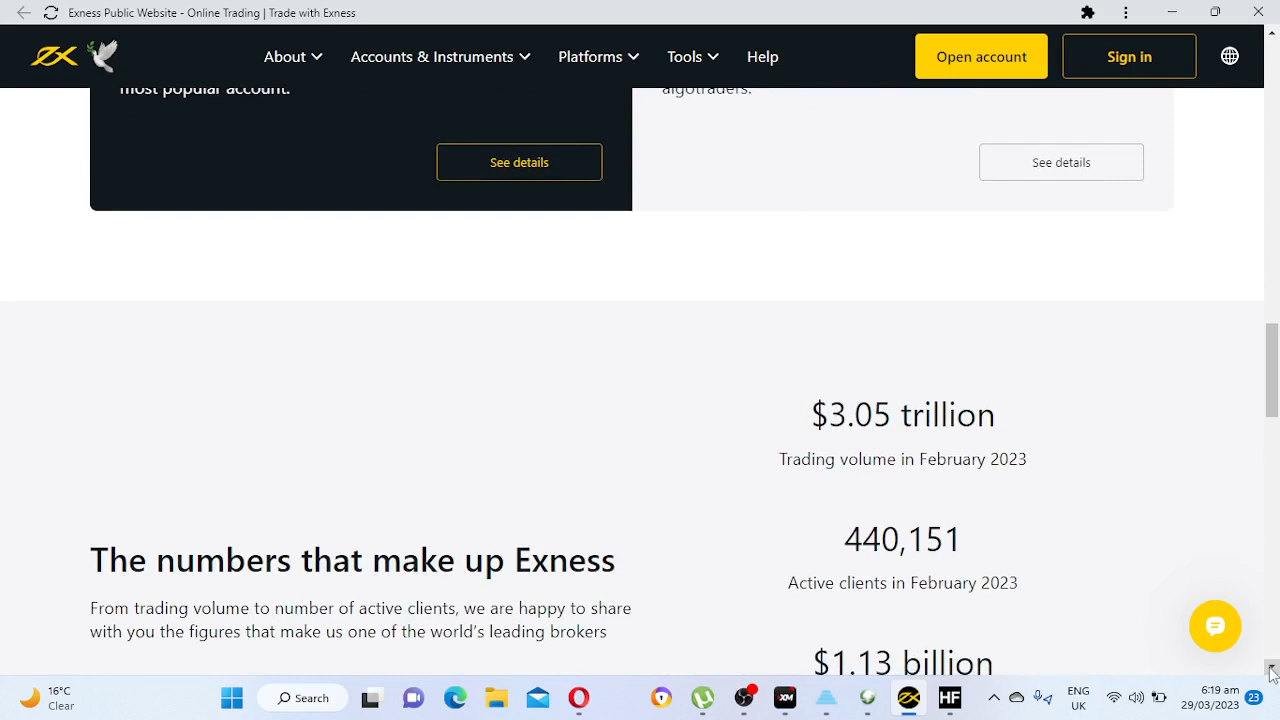 Exness Public Website - Online Trading | Trade with Exness
About
Accounts & Instruments
Platforms
Tools
Help
Open account
Sign in
most popular account.
algotraders.
See details
See details
$3.05 trillion
Trading volume in February 2023
440,151
Active clients in February 2023
The numbers that make up Exness
From trading volume to number of active clients, we are happy to share
with you the figures that make us one of the world's leading brokers
$1.13 billion
16°C
Clear
Search
XM
HF
ENG
UK
6:19 am
29/03/2023
23